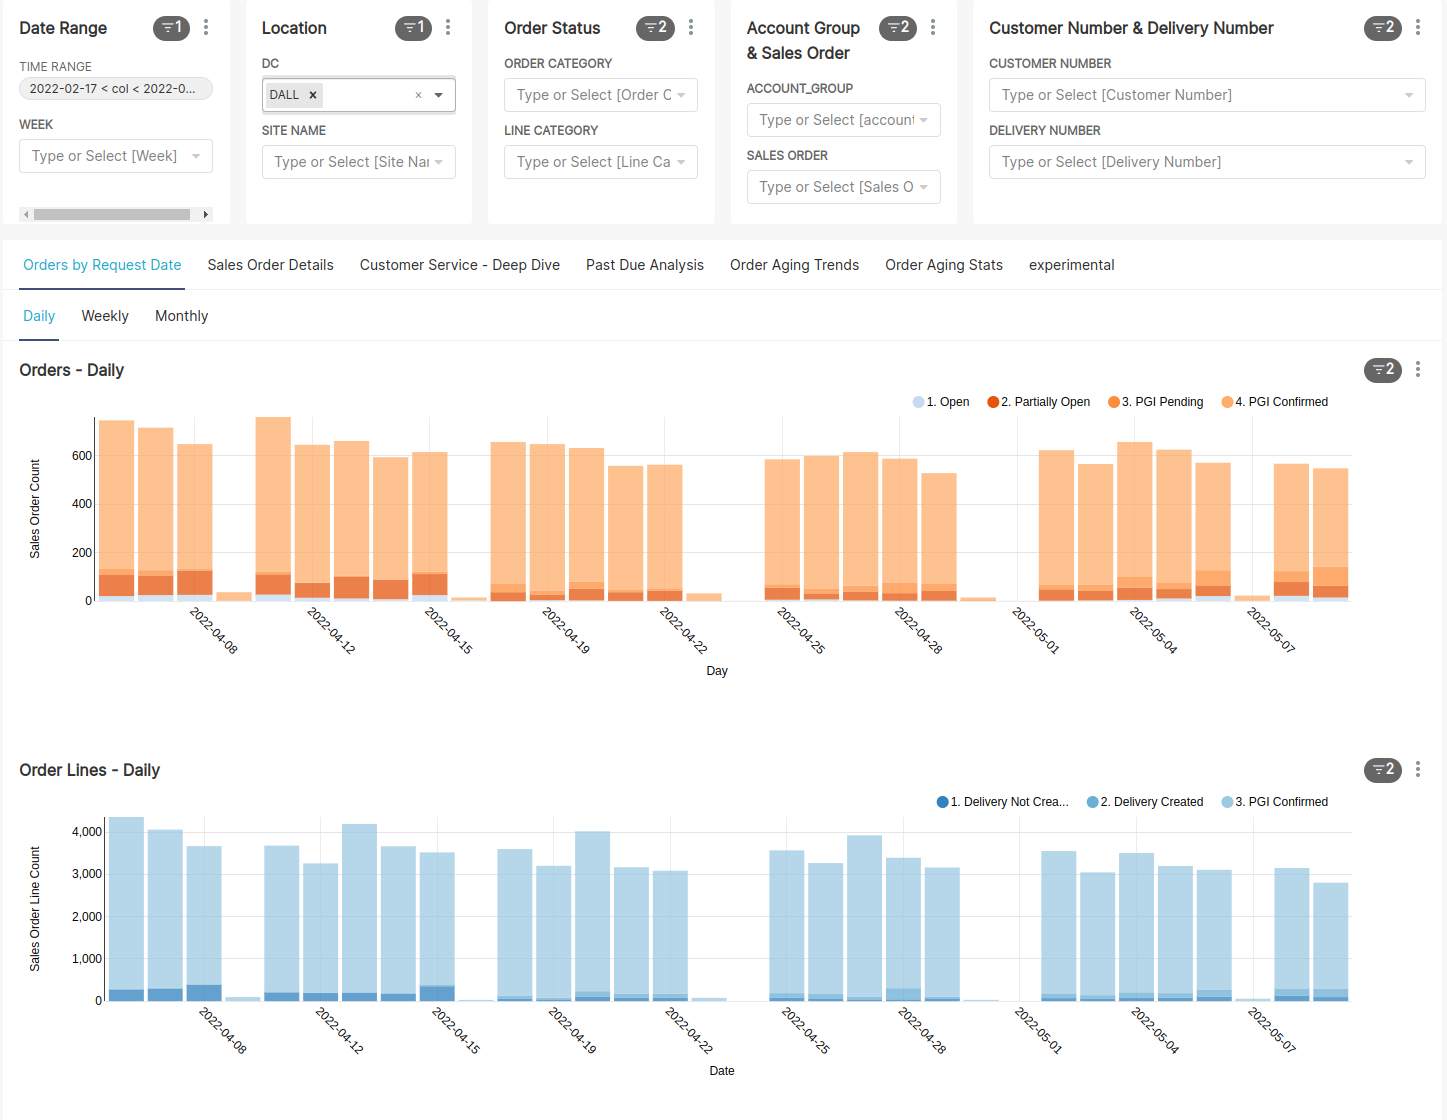 Date Range
1
Location
1
Order Status
2
Account Group
& Sales Order
2
Customer Number & Delivery Number
2
TIME RANGE
2022-02-17 < col < 2022-0...
WEEK
Type or Select [Week]
DC
DALL
SITE NAME
Type or Select [Site Nar
ORDER CATEGORY
Type or Select [Order C
LINE CATEGORY
Type or Select [Line Ca
ACCOUNT_GROUP
Type or Select [account
SALES ORDER
Type or Select [Sales O
CUSTOMER NUMBER
Type or Select [Customer Number]
DELIVERY NUMBER
Type or Select [Delivery Number]
Orders by Request Date Sales Order Details Customer Service - Deep Dive Past Due Analysis Order Aging Trends Order Aging Stats experimental
Daily Weekly Monthly
Orders - Daily
2
1. Open 2. Partially Open 3. PGI Pending 4. PGI Confirmed
Sales Order Count
600
400
200
0
2022-04-08 2022-04-12 2022-04-15 2022-04-19 2022-04-22 2022-04-25 2022-04-28 2022-05-01 2022-05-04 2022-05-07
Day
Order Lines - Daily
2
1. Delivery Not Crea... 2. Delivery Created 3. PGI Confirmed
Sales Order Line Count
4,000
3,000
2,000
1,000
0
2022-04-08 2022-04-12 2022-04-15 2022-04-19 2022-04-22 2022-04-25 2022-04-28 2022-05-01 2022-05-04 2022-05-07
Date